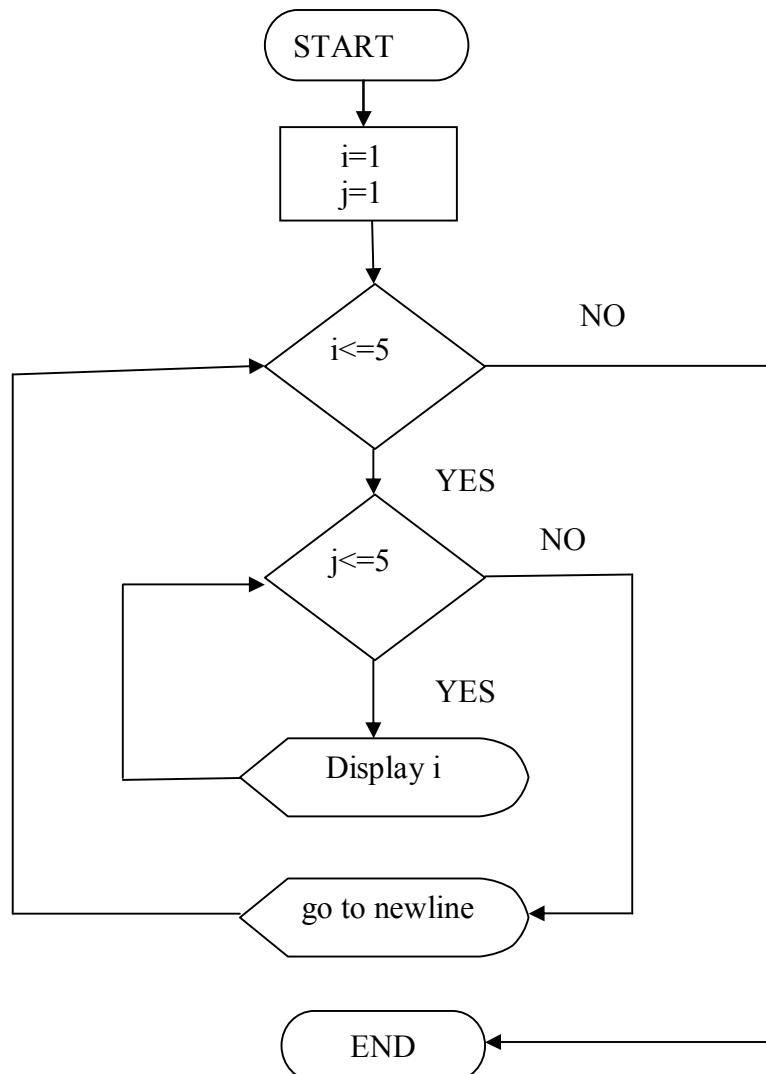 START
i=1
j=1
i<=5
NO
YES
j<=5
NO
YES
Display i
go to newline
END